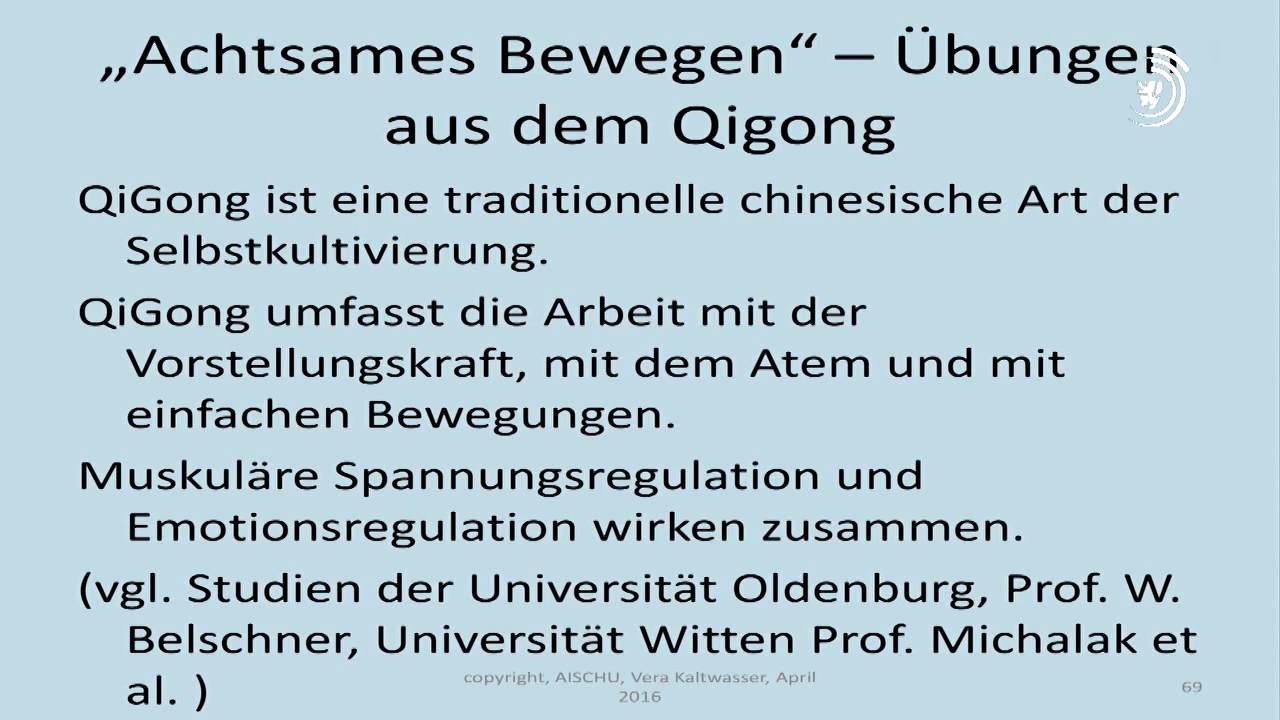 „Achtsames Bewegen“ – Übungen
aus dem Qigong
QiGong ist eine traditionelle chinesische Art der
Selbstkultivierung.
QiGong umfasst die Arbeit mit der
Vorstellungskraft, mit dem Atem und mit
einfachen Bewegungen.
Muskuläre Spannungsregulation und
Emotionsregulation wirken zusammen.
(vgl. Studien der Universität Oldenburg, Prof. W.
Belschner, Universität Witten Prof. Michalak et
al. )
copyright, AISCHU, Vera Kaltwasser, April
2016
69